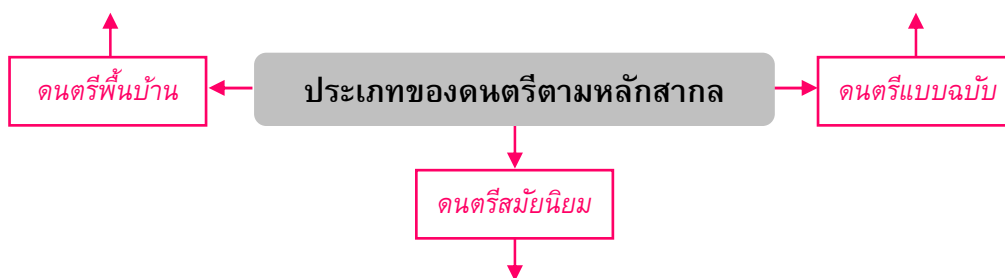 ดนตรีพื้นบ้าน
ประเภทของดนตรีตามหลักสากล
ดนตรีแบบฉบับ
ดนตรีสมัยนิยม